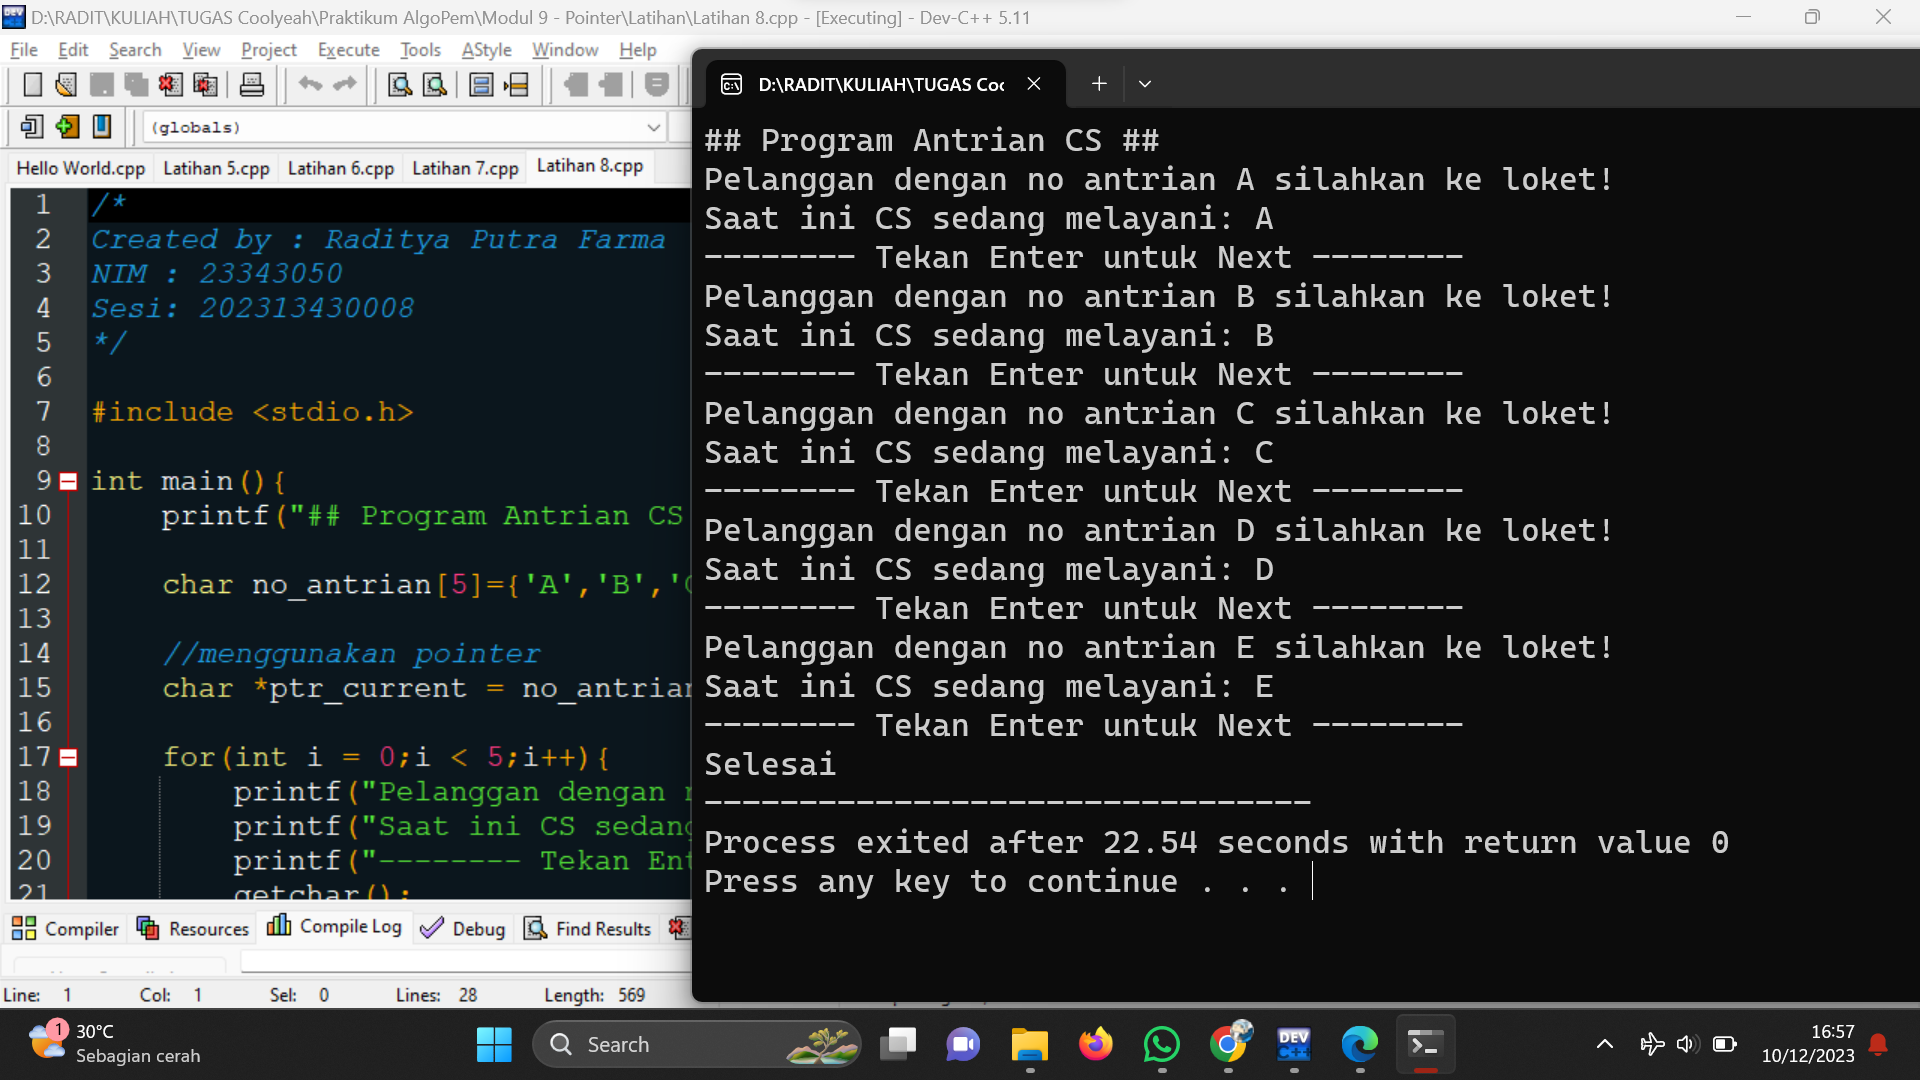 D:\RADIT\KULIAH\TUGAS Coolyeah\Praktikum AlgoPem\Modul 9 - Pointer\Latihan\Latihan 8.cpp - [Executing] - Dev-C++ 5.11
File Edit Search View Project Execute Tools AStyle Window Help
(globals)
Hello World.cpp Latihan 5.cpp Latihan 6.cpp Latihan 7.cpp Latihan 8.cpp
1 /*
2 Created by : Raditya Putra Farma
3 NIM : 23343050
4 Sesi: 202313430008
5 */
6
7 #include <stdio.h>
8
9 int main(){
10 printf("## Program Antrian CS
11
12 char no_antrian[5]={'A','B','
13
14 //menggunakan pointer
15 char *ptr_current = no_antrian
16
17 for(int i = 0;i < 5;i++){
18 printf("Pelanggan dengan
19 printf("Saat ini CS sedang
20 printf("-------- Tekan Ent
21 getchar();
Compiler Resources Compile Log Debug Find Results
Line: 1 Col: 1 Sel: 0 Lines: 28 Length: 569
D:\RADIT\KULIAH\TUGAS Coo
## Program Antrian CS ##
Pelanggan dengan no antrian A silahkan ke loket!
Saat ini CS sedang melayani: A
-------- Tekan Enter untuk Next --------
Pelanggan dengan no antrian B silahkan ke loket!
Saat ini CS sedang melayani: B
-------- Tekan Enter untuk Next --------
Pelanggan dengan no antrian C silahkan ke loket!
Saat ini CS sedang melayani: C
-------- Tekan Enter untuk Next --------
Pelanggan dengan no antrian D silahkan ke loket!
Saat ini CS sedang melayani: D
-------- Tekan Enter untuk Next --------
Pelanggan dengan no antrian E silahkan ke loket!
Saat ini CS sedang melayani: E
-------- Tekan Enter untuk Next --------
Selesai
--------------------------------
Process exited after 22.54 seconds with return value 0
Press any key to continue . . .
1
30°C
Sebagian cerah
Search
DEV C++
16:57
10/12/2023